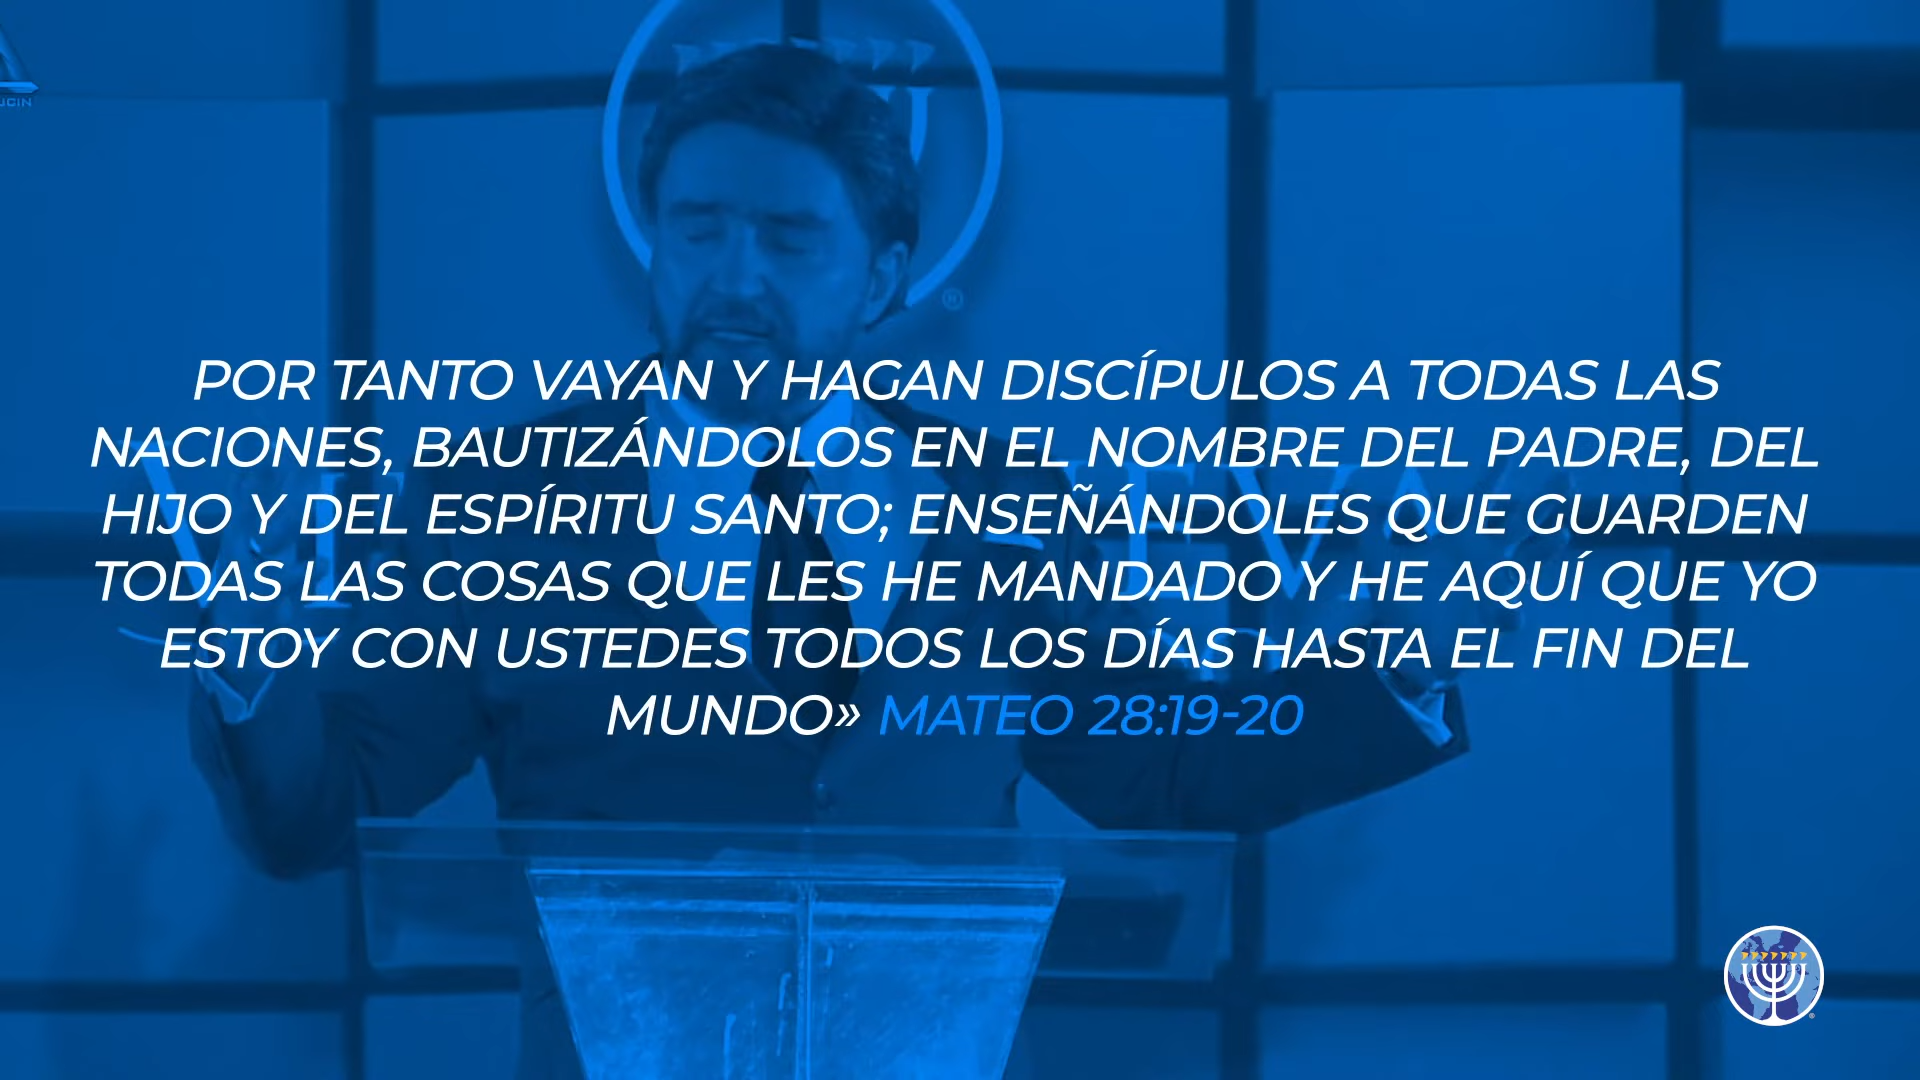 UCIN
®
POR TANTO VAYAN Y HAGAN DISCÍPULOS A TODAS LAS
NACIONES, BAUTIZÁNDOLOS EN EL NOMBRE DEL PADRE, DEL
HIJO Y DEL ESPÍRITU SANTO; ENSEÑÁNDOLES QUE GUARDEN
TODAS LAS COSAS QUE LES HE MANDADO Y HE AQUÍ QUE YO
ESTOY CON USTEDES TODOS LOS DÍAS HASTA EL FIN DEL
MUNDO» MATEO 28:19-20